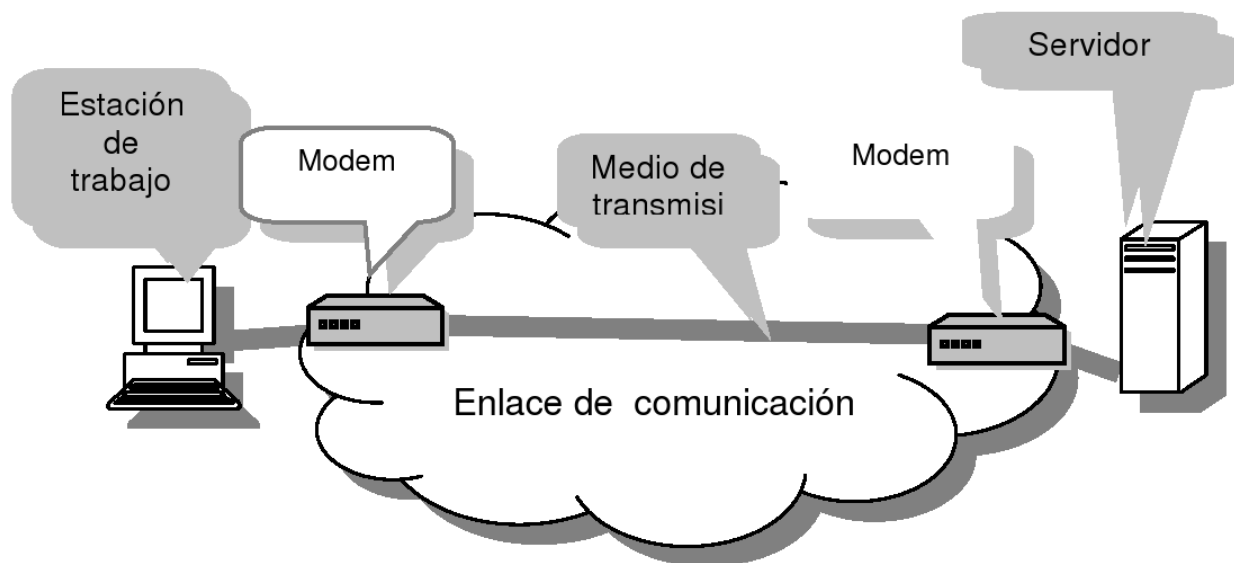 Servidor
Estación
de
trabajo
Modem
Medio de
transmisi
Modem
Enlace de comunicación